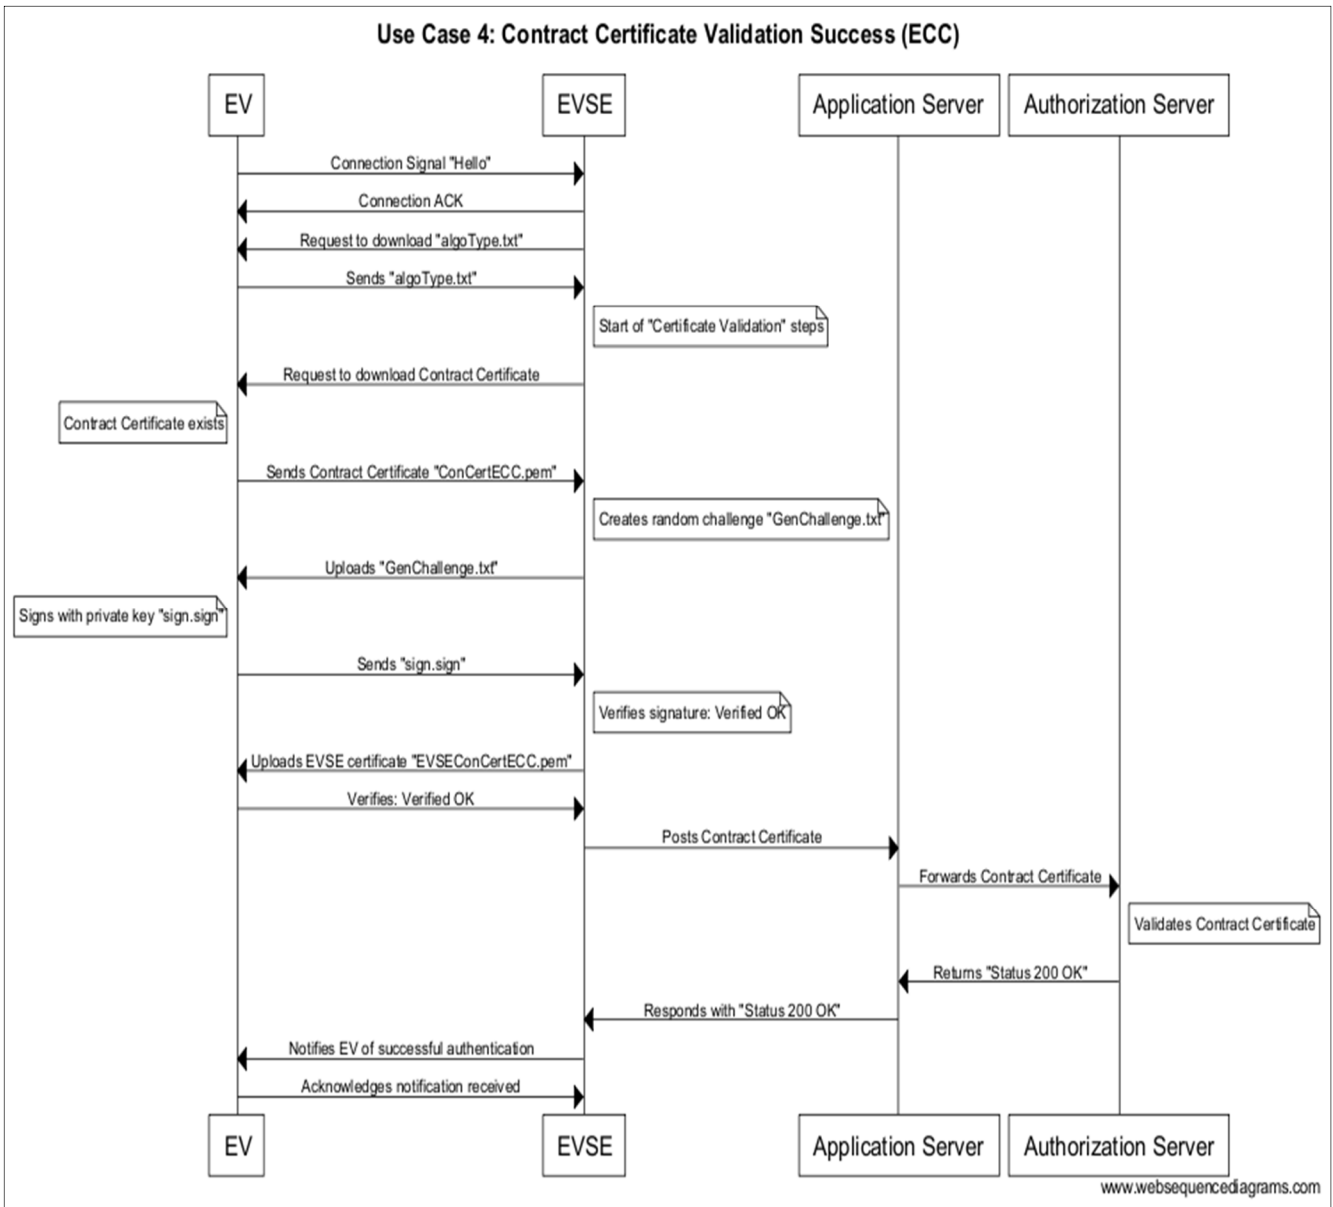 Use Case 4: Contract Certificate Validation Success (ECC)
EV
EVSE
Application Server
Authorization Server
Connection Signal "Hello"
Connection ACK
Request to download "algoType.txt"
Sends "algoType.txt"
Start of "Certificate Validation" steps
Request to download Contract Certificate
Contract Certificate exists
Sends Contract Certificate "ConCertECC.pem"
Creates random challenge "GenChallenge.txt"
Uploads "GenChallenge.txt"
Signs with private key "sign.sign"
Sends "sign.sign"
Verifies signature: Verified OK
Uploads EVSE certificate "EVSEConCertECC.pem"
Verifies: Verified OK
Posts Contract Certificate
Forwards Contract Certificate
Validates Contract Certificate
Returns "Status 200 OK"
Responds with "Status 200 OK"
Notifies EV of successful authentication
Acknowledges notification received
EV
EVSE
Application Server
Authorization Server
www.websequencediagrams.com